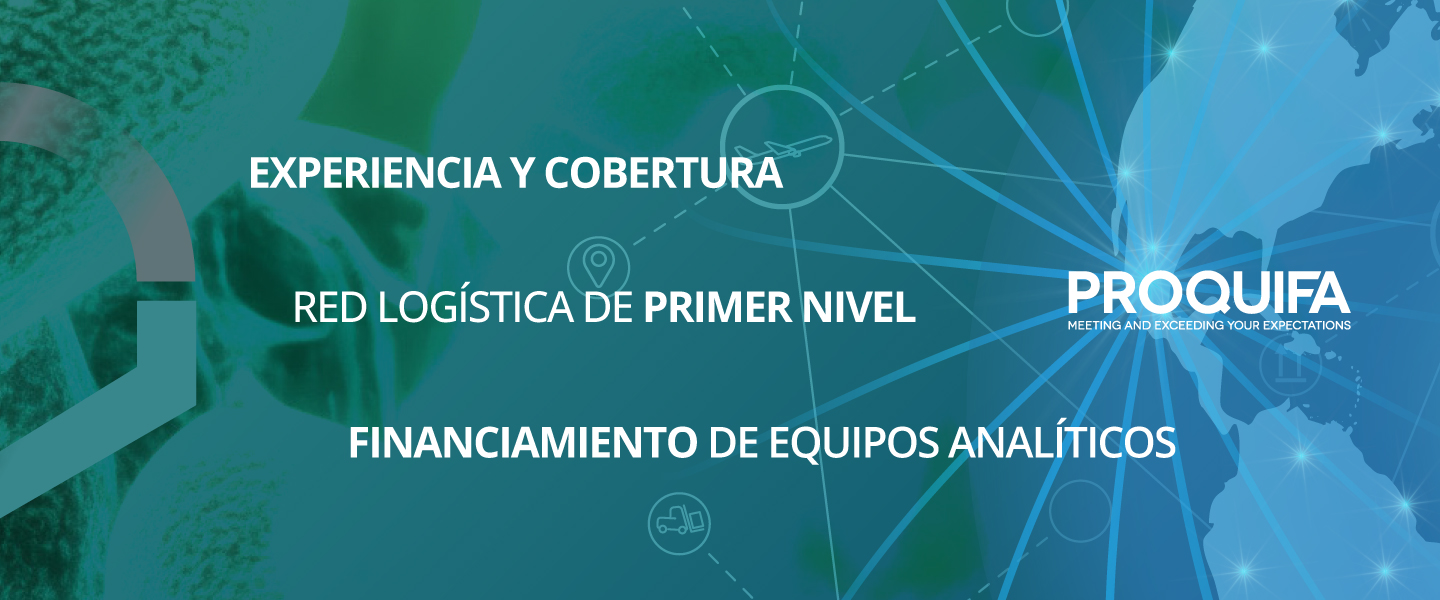 EXPERIENCIA Y COBERTURA
RED LOGÍSTICA DE PRIMER NIVEL
PROQUIFA
MEETING AND EXCEEDING YOUR EXPECTATIONS
FINANCIAMIENTO DE EQUIPOS ANALÍTICOS